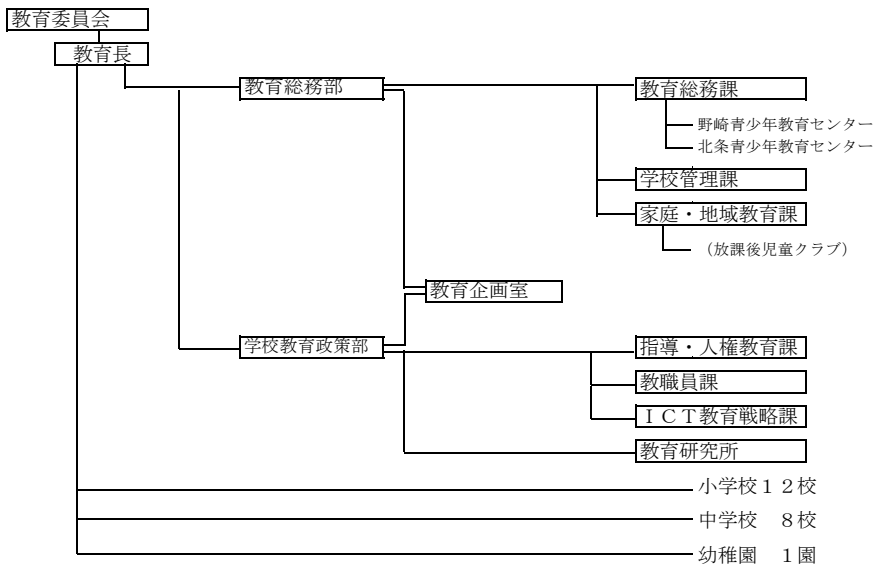 教育委員会
教育長
教育総務部
教育総務課
野崎青少年教育センター
北条青少年教育センター
学校管理課
家庭・地域教育課
（放課後児童クラブ）
教育企画室
学校教育政策部
指導・人権教育課
教職員課
ＩＣＴ教育戦略課
教育研究所
小学校１２校
中学校　８校
幼稚園　１園